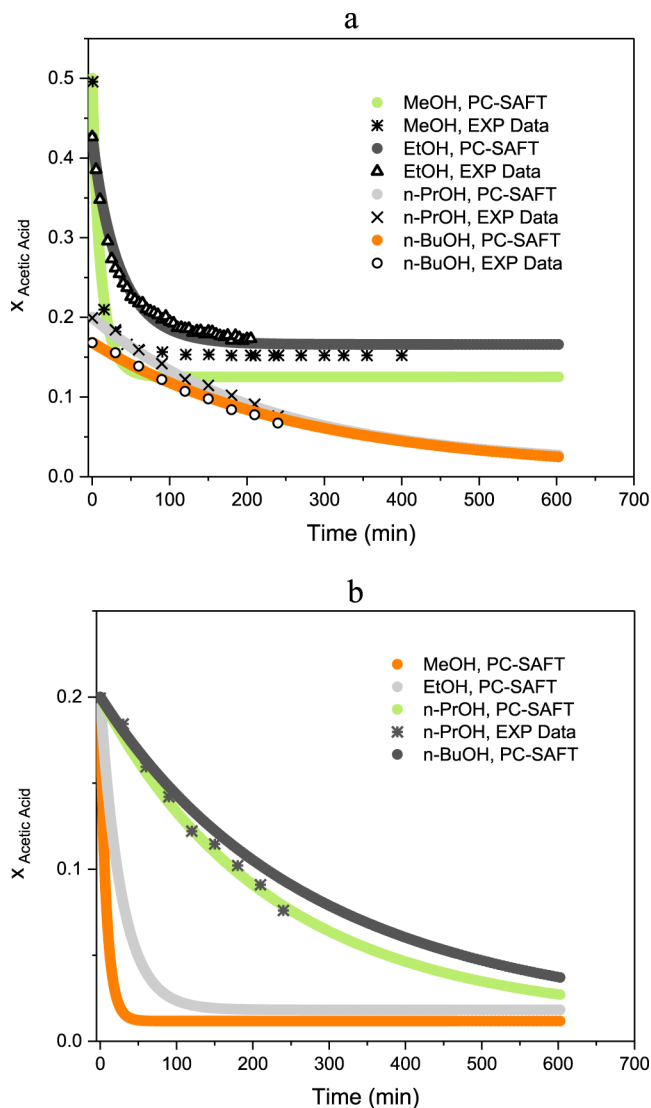 a
0.5
0.4
0.3
0.2
0.1
0.0
x Acetic Acid
MeOH, PC-SAFT
MeOH, EXP Data
EtOH, PC-SAFT
EtOH, EXP Data
n-PrOH, PC-SAFT
n-PrOH, EXP Data
n-BuOH, PC-SAFT
n-BuOH, EXP Data
0 100 200 300 400 500 600 700
Time (min)
b
0.2
0.1
0.0
x Acetic Acid
MeOH, PC-SAFT
EtOH, PC-SAFT
n-PrOH, PC-SAFT
n-PrOH, EXP Data
n-BuOH, PC-SAFT
0 100 200 300 400 500 600 700
Time (min)